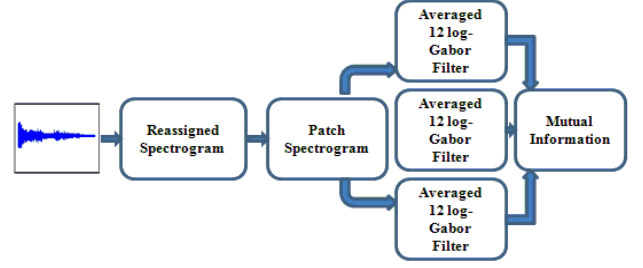 Averaged
12 log-
Gabor
Filter
Reassigned
Spectrogram
Patch
Spectrogram
Averaged
12 log-
Gabor
Filter
Mutual
Information
Averaged
12 log-
Gabor
Filter